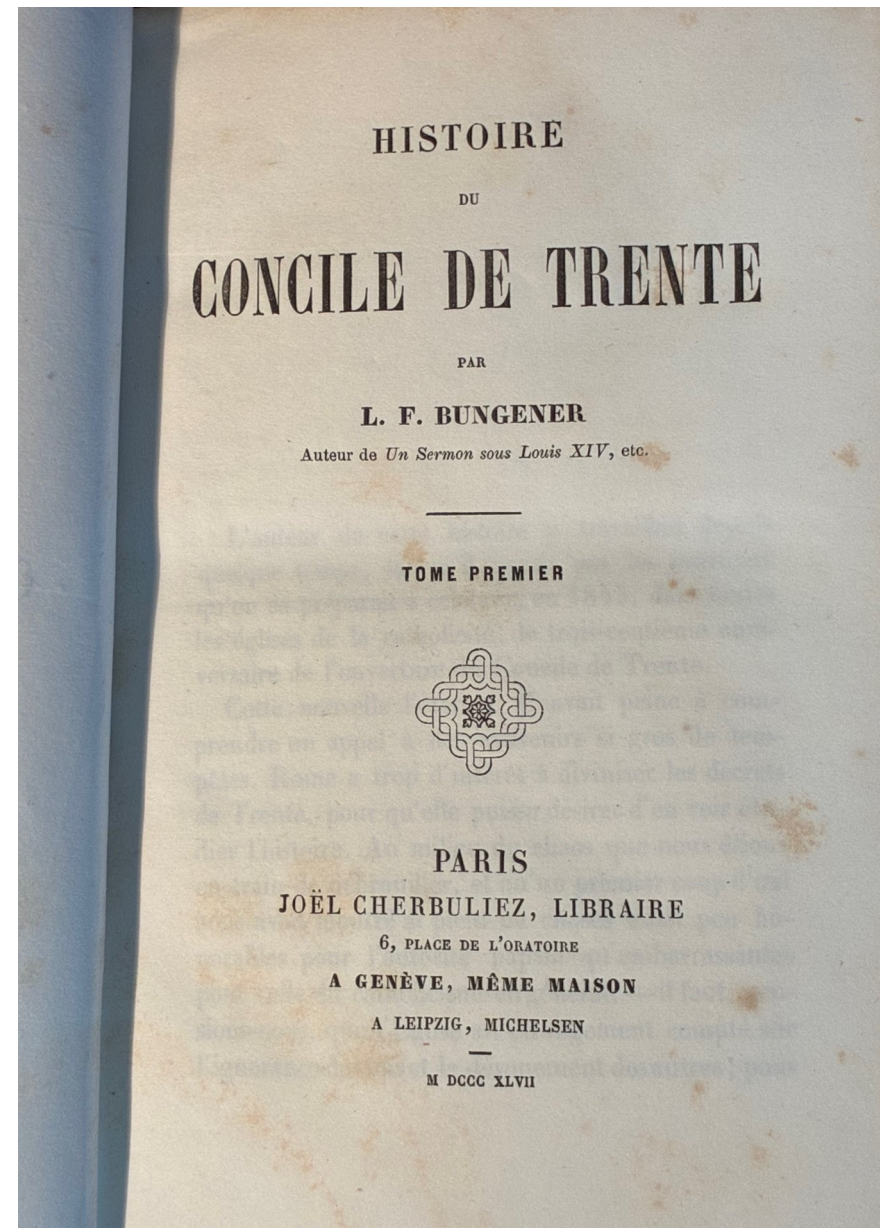 HISTOIRE
DU
CONCILE DE TRENTE
PAR
L. F. BUNGENER
Auteur de Un Sermon sous Louis XIV, etc.
TOME PREMIER
PARIS
JOËL CHERBULIEZ, LIBRAIRE
6, PLACE DE L'ORATOIRE
A GENÈVE, MÊME MAISON
A LEIPZIG, MICHELSEN
M DCCC XLVII